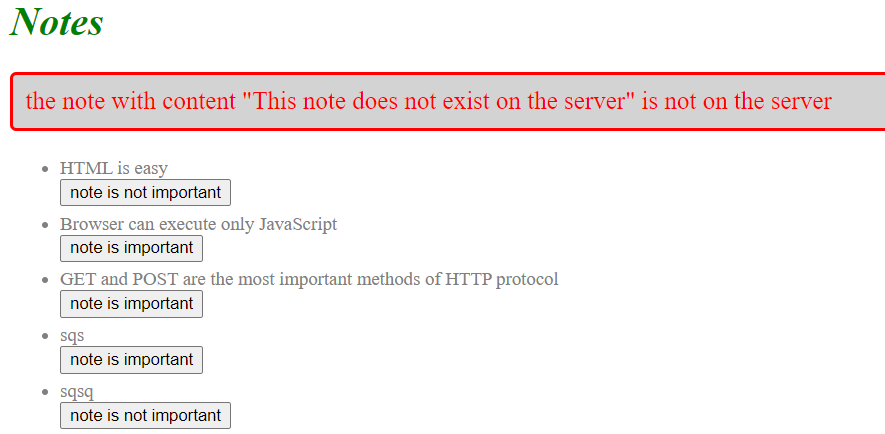 Notes
the note with content "This note does not exist on the server" is not on the server
HTML is easy
note is not important
Browser can execute only JavaScript
note is important
GET and POST are the most important methods of HTTP protocol
note is important
sqs
note is important
sqsq
note is not important